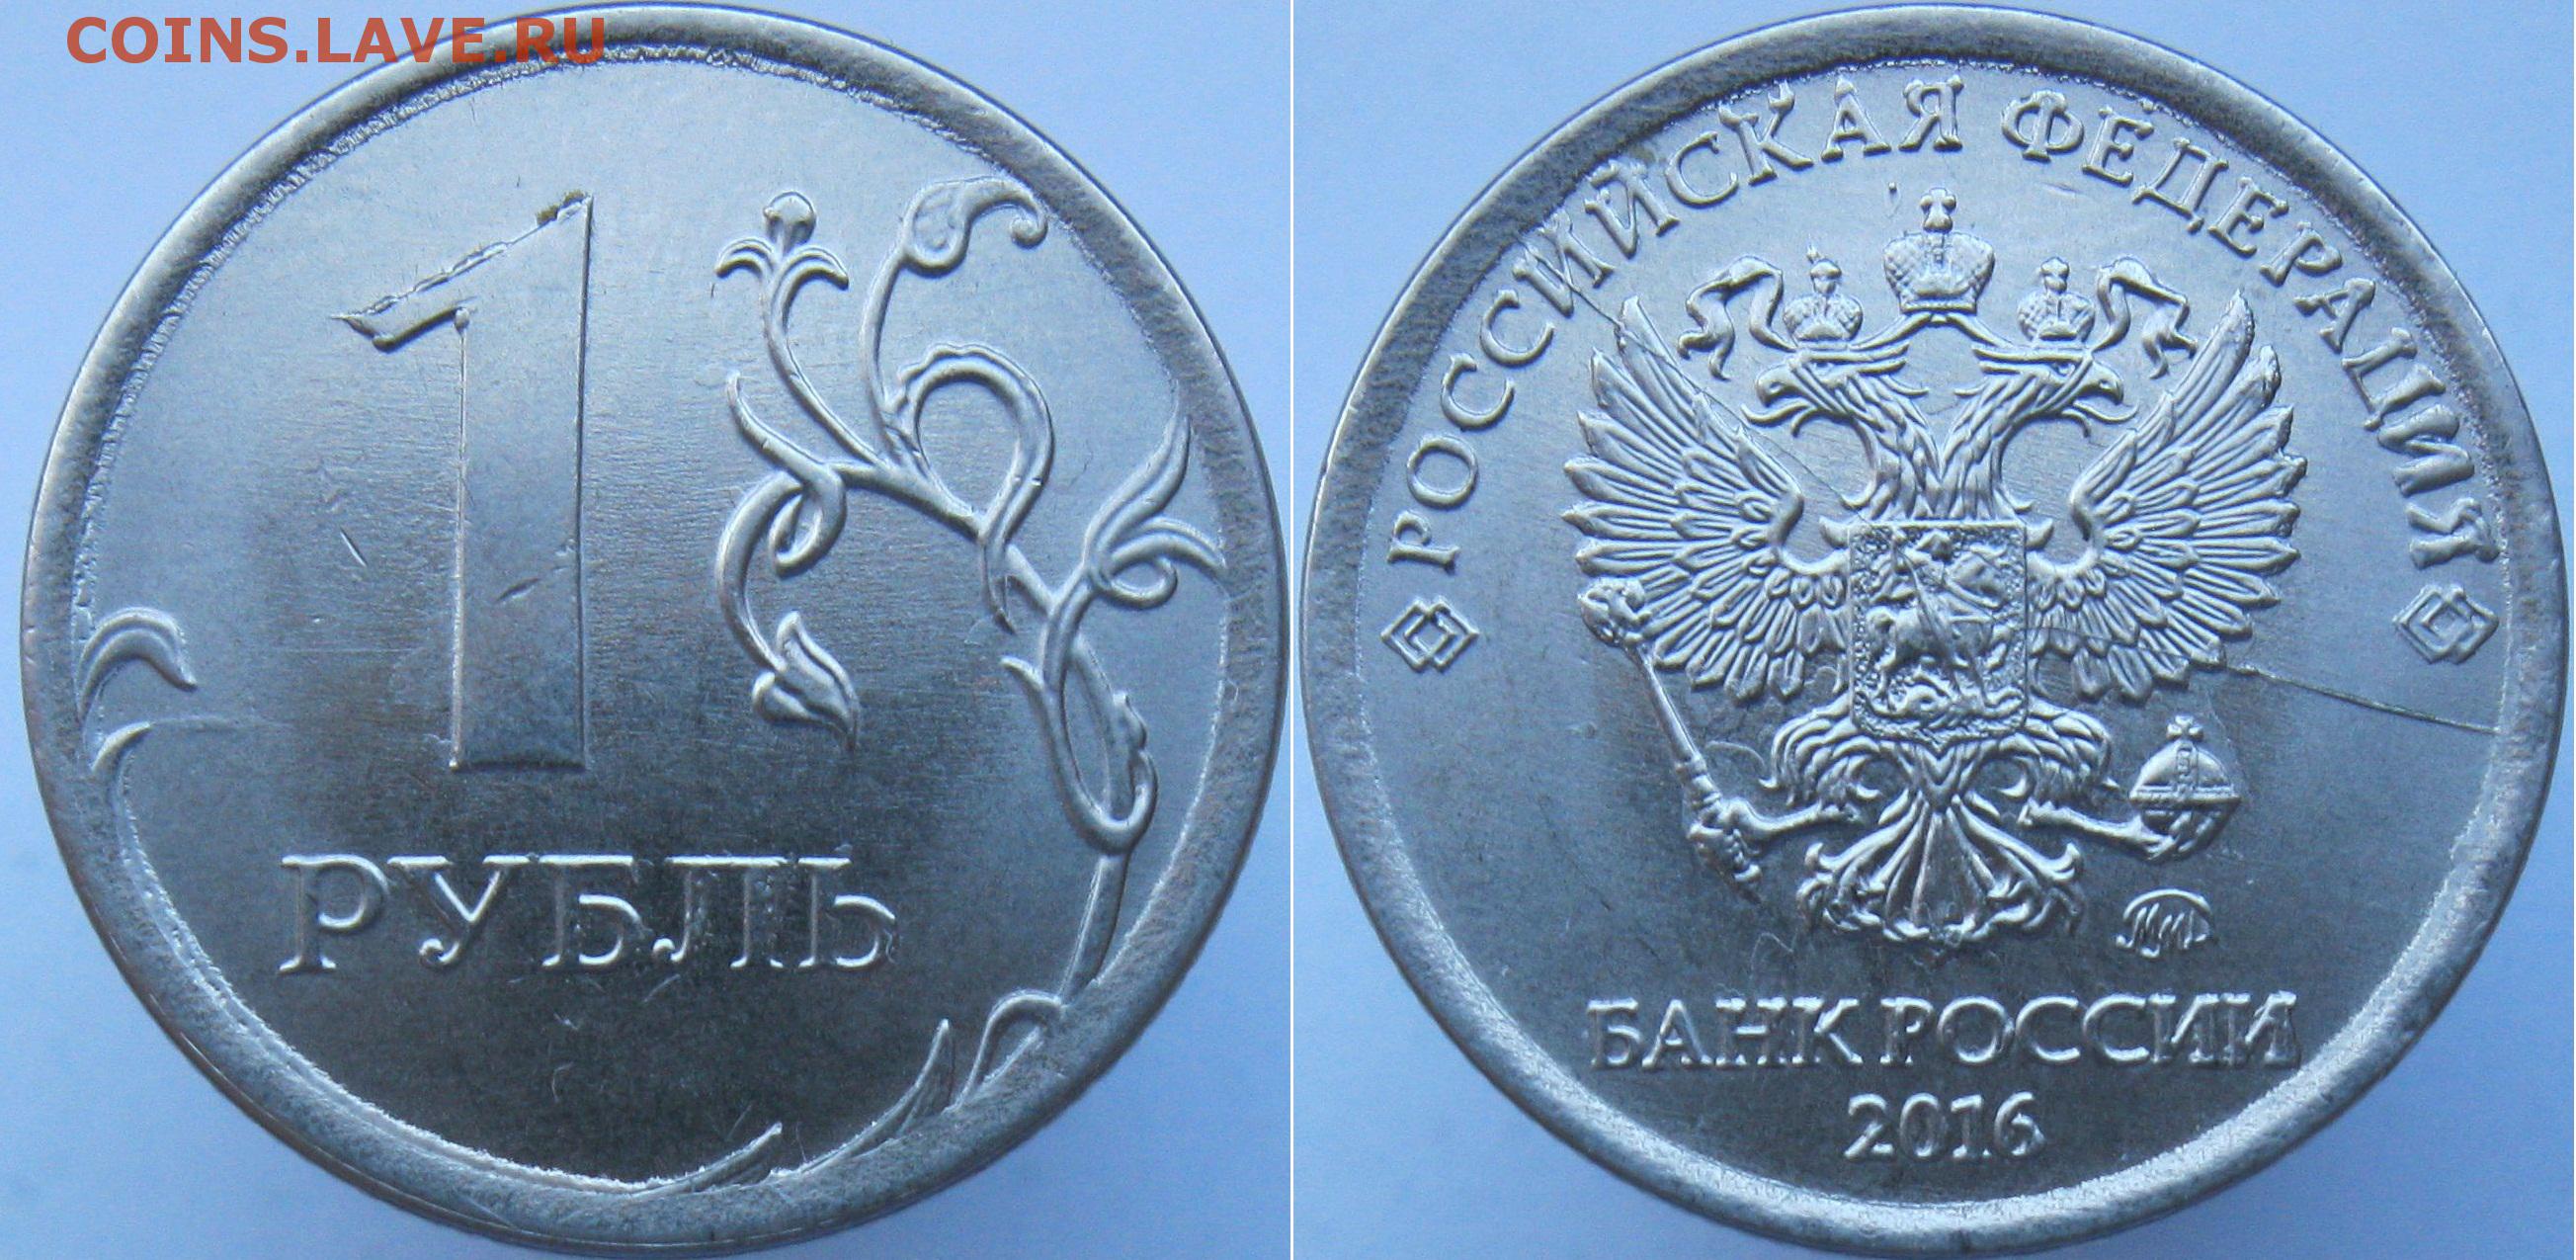 COINS.LAVE.RU
1
РУБЛЬ
РОССИЙСКАЯ ФЕДЕРАЦИЯ
ММД
БАНК РОССИИ
2016